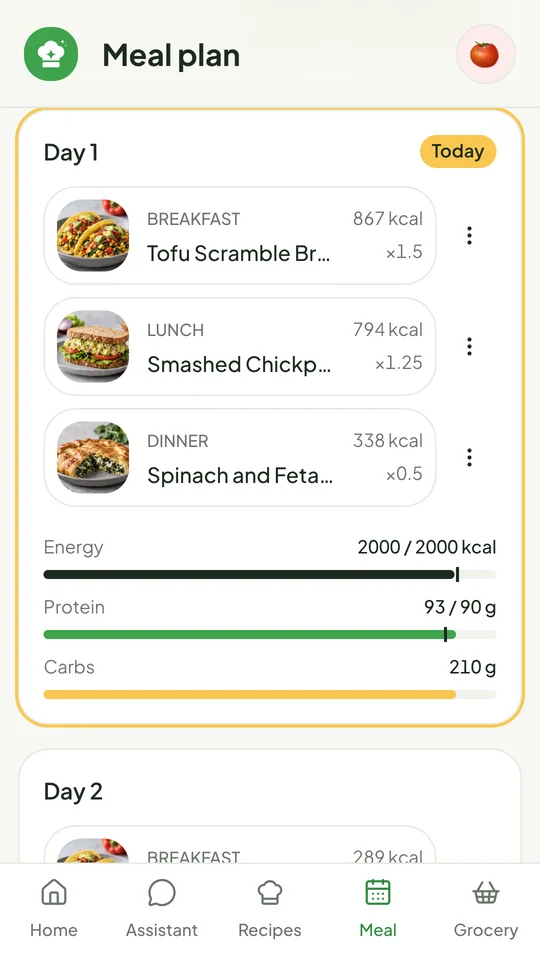 Meal plan
Day 1
Today
BREAKFAST
867 kcal
Tofu Scramble Br...
×1.5
LUNCH
794 kcal
Smashed Chickp...
×1.25
DINNER
338 kcal
Spinach and Feta...
×0.5
Energy
2000 / 2000 kcal
Protein
93 / 90 g
Carbs
210 g
Day 2
BREAKFAST
289 kcal
Home
Assistant
Recipes
Meal
Grocery